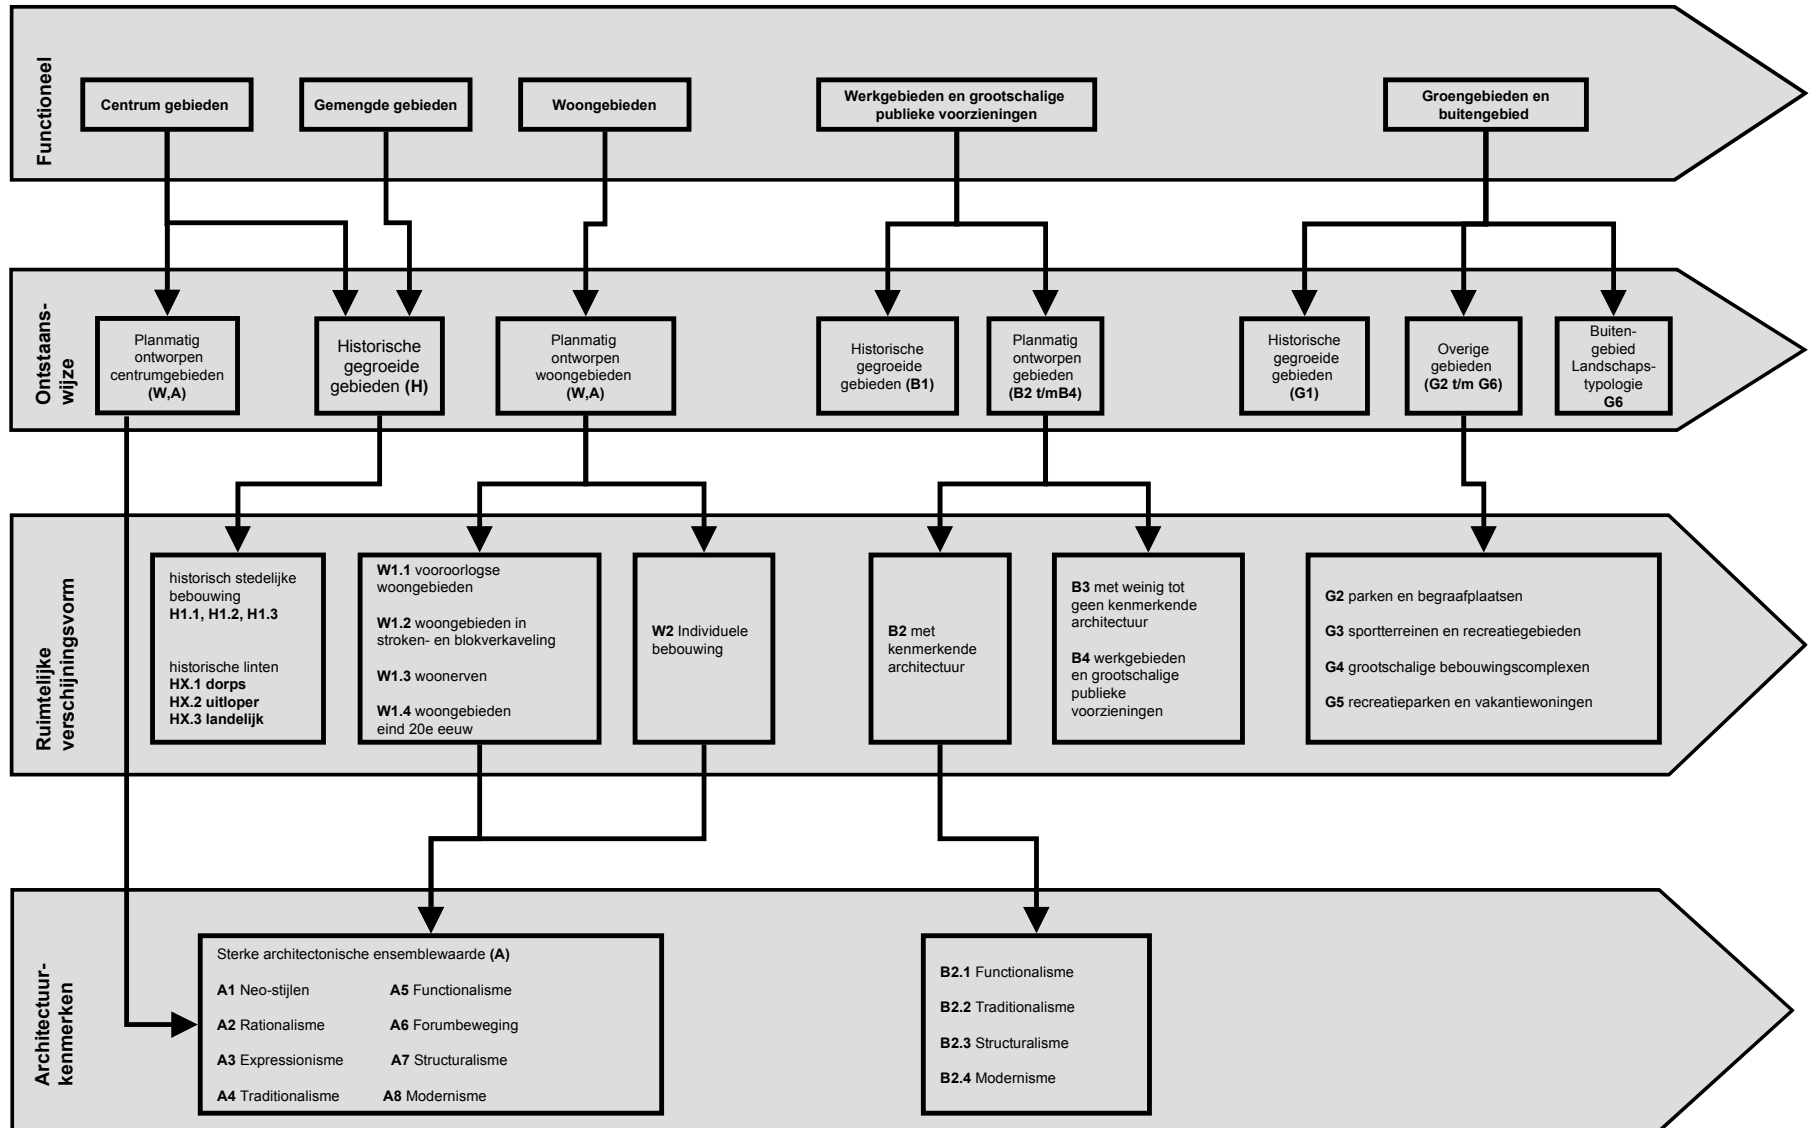 Functioneel
Centrum gebieden
Gemengde gebieden
Woongebieden
Werkgebieden en grootschalige
publieke voorzieningen
Groengebieden en
buitengebied
Ontstaans-
wijze
Planmatig
ontworpen
centrumgebieden
(W,A)
Historische
gegroeide
gebieden (H)
Planmatig
ontworpen
woongebieden
(W,A)
Historische
gegroeide
gebieden (B1)
Planmatig
ontworpen
gebieden
(B2 t/mB4)
Historische
gegroeide
gebieden
(G1)
Overige
gebieden
(G2 t/m G6)
Buiten-
gebied
Landschaps-
typologie
G6
Ruimtelijke
verschijningsvorm
historisch stedelijke
bebouwing
H1.1, H1.2, H1.3
historische linten
HX.1 dorps
HX.2 uitloper
HX.3 landelijk
W1.1 vooroorlogse
woongebieden
W1.2 woongebieden in
stroken- en blokverkaveling
W1.3 woonerven
W1.4 woongebieden
eind 20e eeuw
W2 Individuele
bebouwing
B2 met
kenmerkende
architectuur
B3 met weinig tot
geen kenmerkende
architectuur
B4 werkgebieden
en grootschalige
publieke
voorzieningen
G2 parken en begraafplaatsen
G3 sportterreinen en recreatiegebieden
G4 grootschalige bebouwingscomplexen
G5 recreatieparken en vakantiewoningen
Architectuur-
kenmerken
Sterke architectonische ensemblewaarde (A)
A1 Neo-stijlen
A2 Rationalisme
A3 Expressionisme
A4 Traditionalisme
A5 Functionalisme
A6 Forumbeweging
A7 Structuralisme
A8 Modernisme
B2.1 Functionalisme
B2.2 Traditionalisme
B2.3 Structuralisme
B2.4 Modernisme